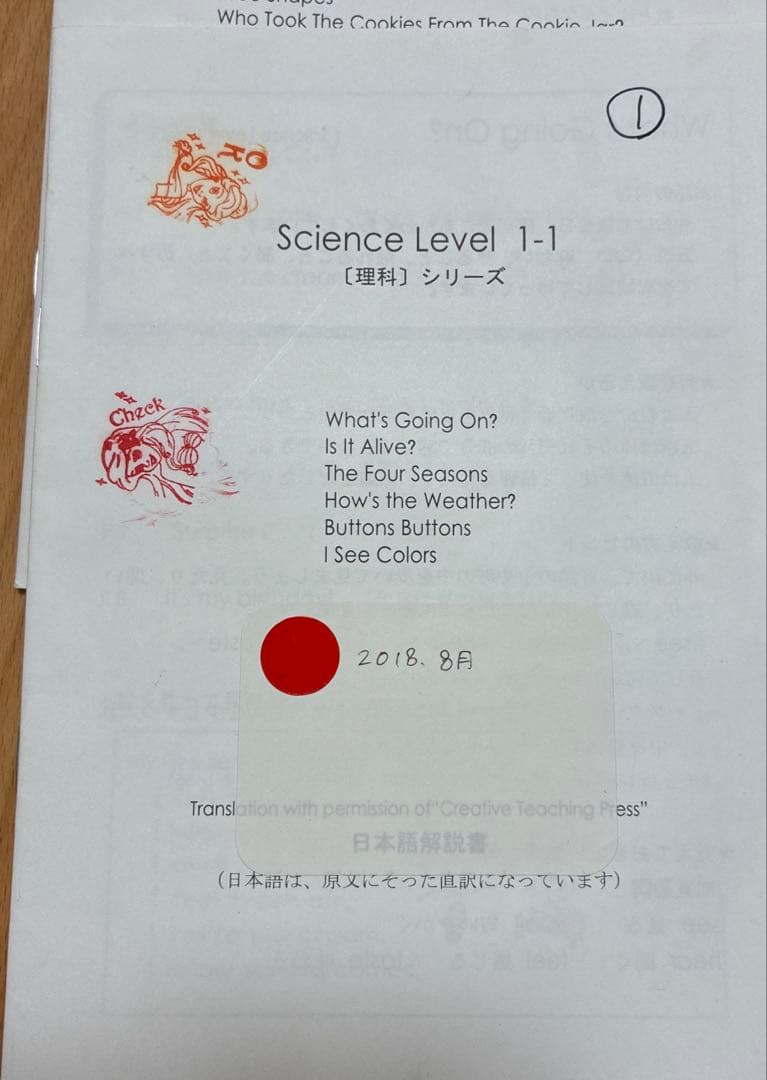 Who Took The Cookies From The Cookie Jar?
1
OK
Science Level 1-1
〔理科〕シリーズ
Check
What's Going On?
Is It Alive?
The Four Seasons
How's the Weather?
Buttons Buttons
I See Colors
2018. 8月
Translation with permission of "Creative Teaching Press"
日本語解説書
(日本語は、原文にそった直訳になっています)